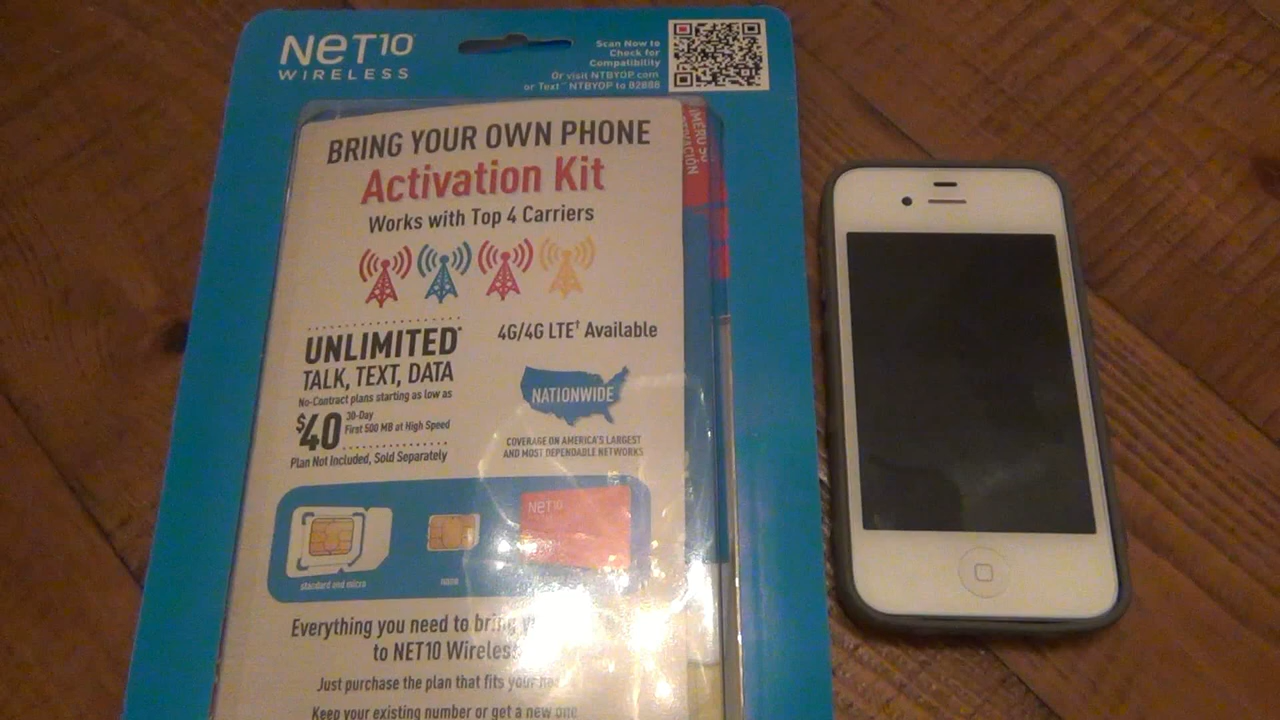 NET10
WIRELESS
Scan Now to
Check for
Compatibility
Or visit NTBYOP.com
or Text NTBYOP to 82888
BRING YOUR OWN PHONE
Activation Kit
Works with Top 4 Carriers
UNLIMITED*
TALK, TEXT, DATA
No-Contract plans starting as low as
$40 30-Day
First 500 MB at High Speed
Plan Not Included, Sold Separately
4G/4G LTE† Available
NATIONWIDE
COVERAGE ON AMERICA'S LARGEST
AND MOST DEPENDABLE NETWORKS
NET10
standard and micro
nano
Everything you need to bring
to NET10 Wireless
Just purchase the plan that fits your
Keep your existing number or get a new one